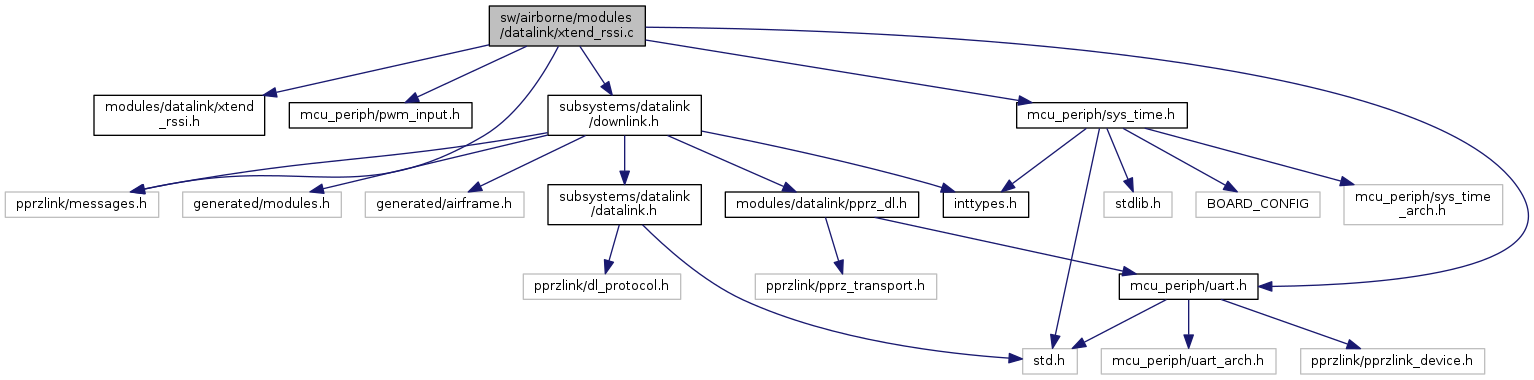 sw/airborne/modules
/datalink/xtend_rssi.c
modules/datalink/xtend
_rssi.h
mcu_periph/pwm_input.h
subsystems/datalink
/downlink.h
mcu_periph/sys_time.h
pprzlink/messages.h
generated/modules.h
generated/airframe.h
subsystems/datalink
/datalink.h
modules/datalink/pprz_dl.h
inttypes.h
stdlib.h
BOARD_CONFIG
mcu_periph/sys_time
_arch.h
pprzlink/dl_protocol.h
pprzlink/pprz_transport.h
mcu_periph/uart.h
std.h
mcu_periph/uart_arch.h
pprzlink/pprzlink_device.h